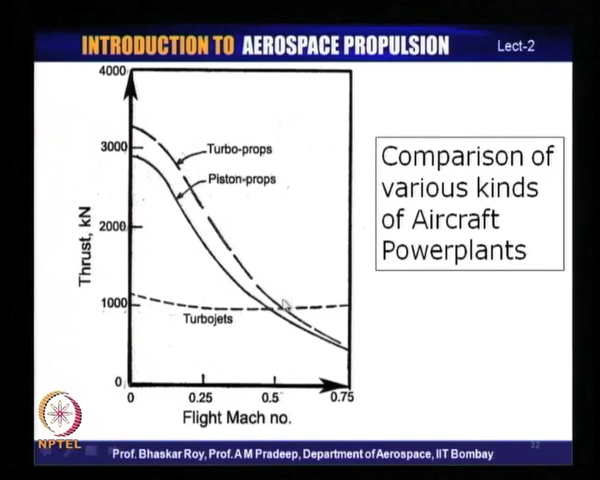 INTRODUCTION TO AEROSPACE PROPULSION
Lect-2
4000
3000
2000
1000
0
Thrust, kN
Turbo-props
Piston-props
Turbojets
0 0.25 0.5 0.75
Flight Mach no.
Comparison of
various kinds
of Aircraft
Powerplants
NPTEL
22
Prof. Bhaskar Roy, Prof. A M Pradeep, Department of Aerospace, IIT Bombay